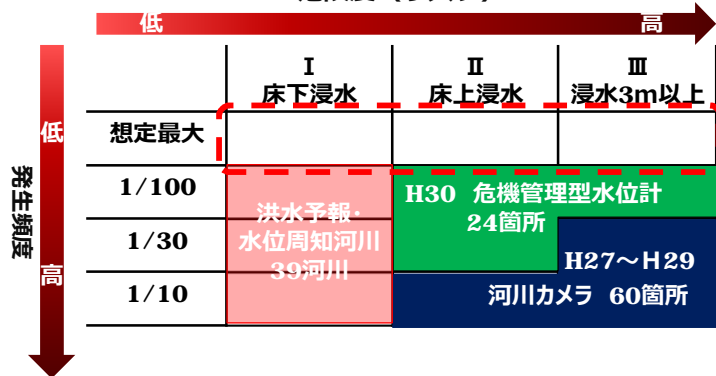 低 高
Ⅰ Ⅱ Ⅲ
床下浸水 床上浸水 浸水3m以上
発生頻度
低
高
想定最大
1/100
1/30
1/10
洪水予報・
水位周知河川
39河川
H30 危機管理型水位計
24箇所
H27～H29
河川カメラ 60箇所